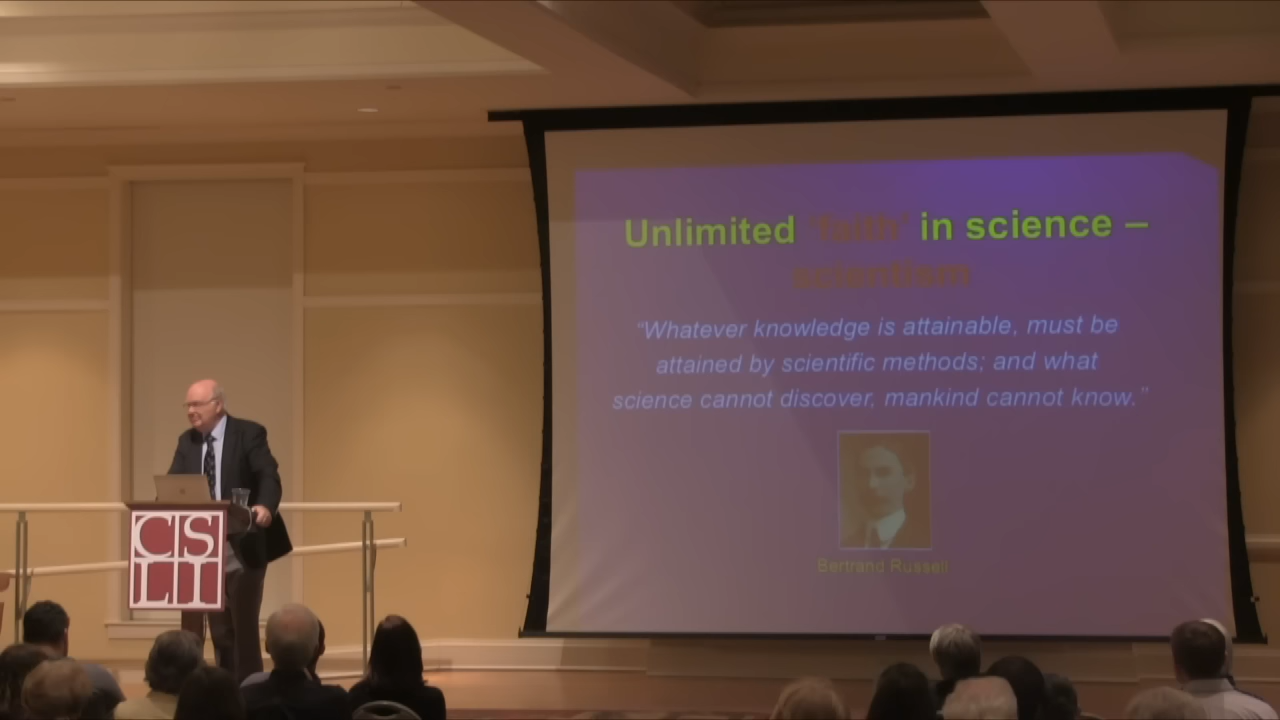 Unlimited 'faith' in science –
scientism
“Whatever knowledge is attainable, must be
attained by scientific methods; and what
science cannot discover, mankind cannot know.”
Bertrand Russell
CS
LI